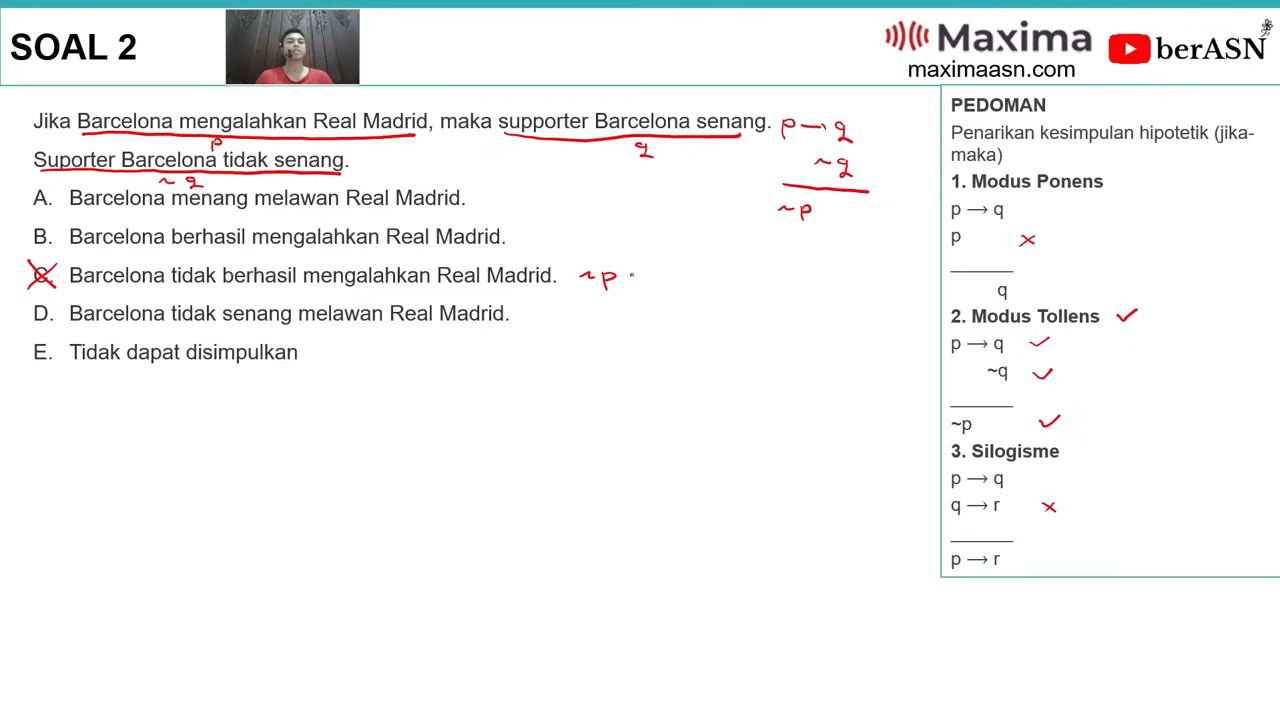 SOAL 2
Maxima
maximaasn.com
berASN
Jika Barcelona mengalahkan Real Madrid, maka supporter Barcelona senang. p → q
p
q
Suporter Barcelona tidak senang. ~q
~q
A. Barcelona menang melawan Real Madrid. ~p
B. Barcelona berhasil mengalahkan Real Madrid.
C. Barcelona tidak berhasil mengalahkan Real Madrid. ~p
D. Barcelona tidak senang melawan Real Madrid.
E. Tidak dapat disimpulkan
PEDOMAN
Penarikan kesimpulan hipotetik (jika-
maka)
1. Modus Ponens
p → q
p
q
2. Modus Tollens
p → q
~q
~p
3. Silogisme
p → q
q → r
p → r